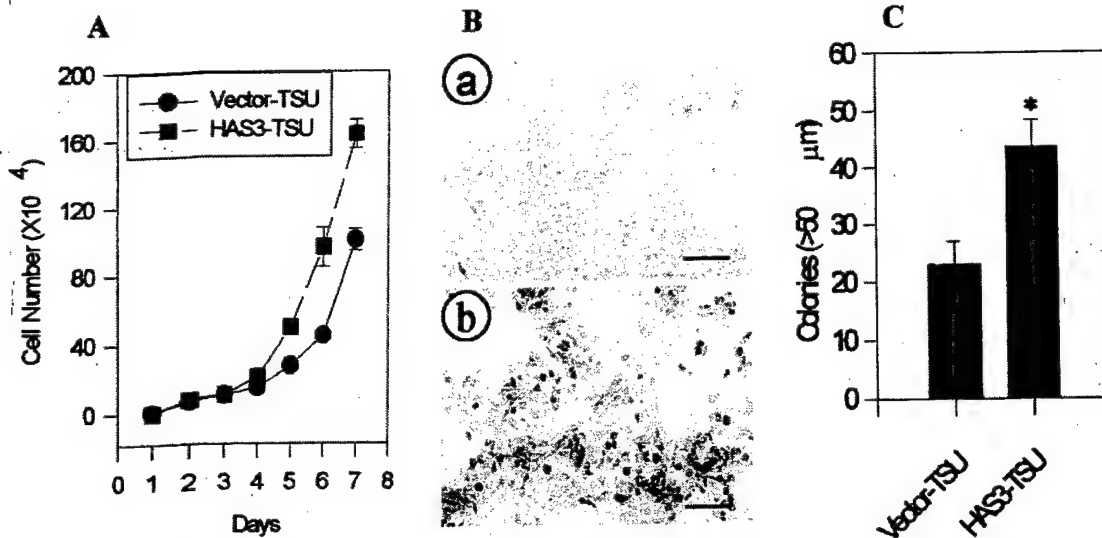 A
B
C
200
160
120
80
40
0
Cell Number (X10 4)
Vector-TSU
HAS3-TSU
0 1 2 3 4 5 6 7 8
Days
a
b
60
50
40
30
20
10
0
Colonies (>50 μm)
*
Vector-TSU
HAS3-TSU